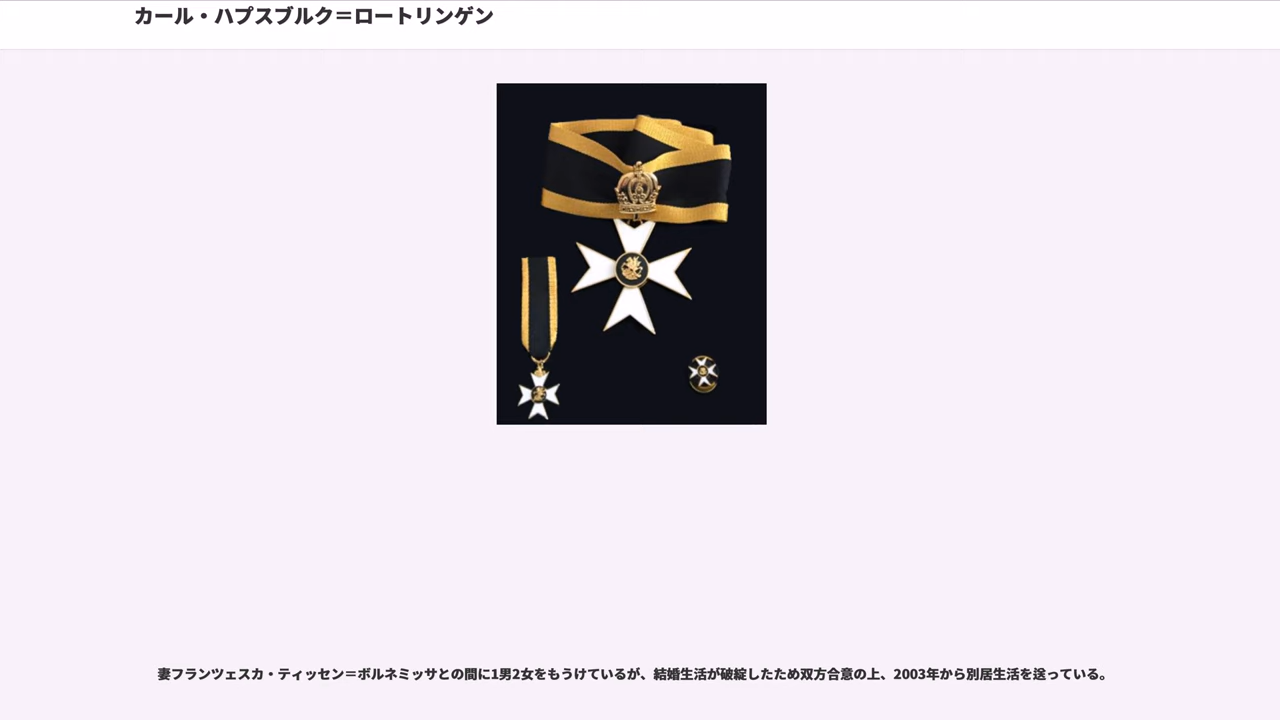 カール・ハプスブルク＝ロートリンゲン
妻フランツェスカ・ティッセン＝ボルネミッサとの間に1男2女をもうけているが、結婚生活が破綻したため双方合意の上、2003年から別居生活を送っている。